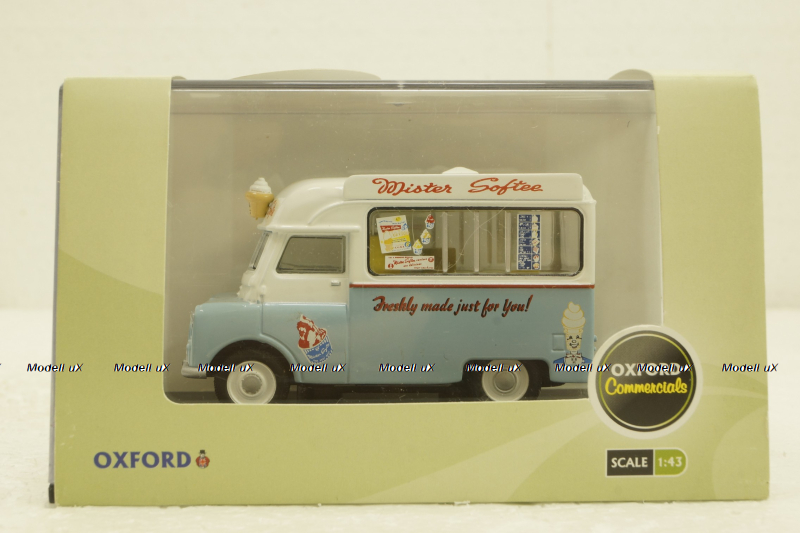 Mister Softee
Freshly made just for You!
OXFORD
Commercials
Modell uX Modell uX Modell uX Modell uX Modell uX Modell uX Modell uX Modell uX Modell uX
OXFORD
SCALE 1:43